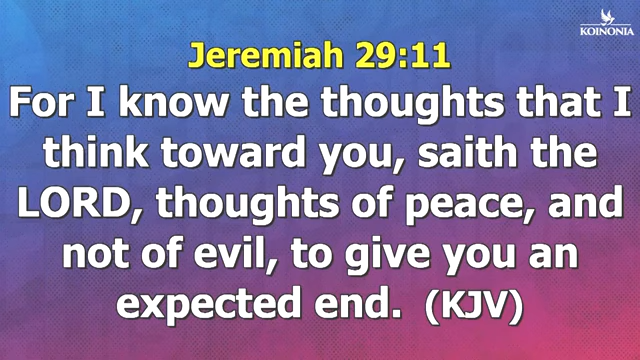 KOINONIA
Jeremiah 29:11
For I know the thoughts that I
think toward you, saith the
LORD, thoughts of peace, and
not of evil, to give you an
expected end. (KJV)